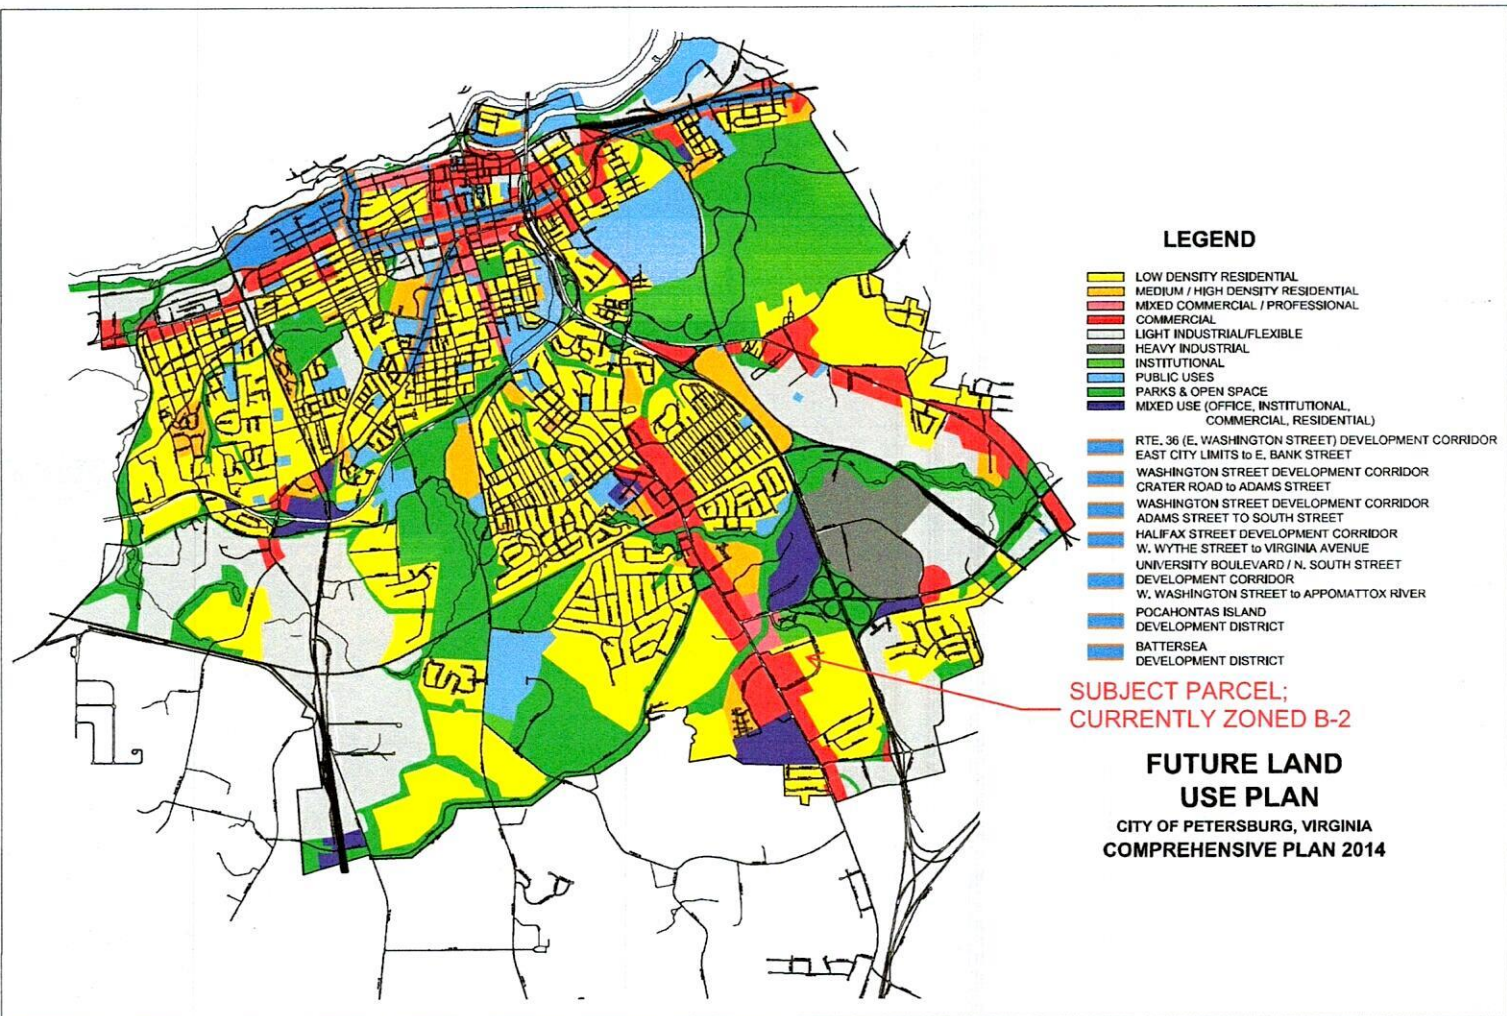 LEGEND
LOW DENSITY RESIDENTIAL
MEDIUM / HIGH DENSITY RESIDENTIAL
MIXED COMMERCIAL / PROFESSIONAL
COMMERCIAL
LIGHT INDUSTRIAL/FLEXIBLE
HEAVY INDUSTRIAL
INSTITUTIONAL
PUBLIC USES
PARKS & OPEN SPACE
MIXED USE (OFFICE, INSTITUTIONAL,
COMMERCIAL, RESIDENTIAL)
RTE. 36 (E. WASHINGTON STREET) DEVELOPMENT CORRIDOR
EAST CITY LIMITS to E. BANK STREET
WASHINGTON STREET DEVELOPMENT CORRIDOR
CRATER ROAD to ADAMS STREET
WASHINGTON STREET DEVELOPMENT CORRIDOR
ADAMS STREET TO SOUTH STREET
HALIFAX STREET DEVELOPMENT CORRIDOR
W. WYTHE STREET to VIRGINIA AVENUE
UNIVERSITY BOULEVARD / N. SOUTH STREET
DEVELOPMENT CORRIDOR
W. WASHINGTON STREET to APPOMATTOX RIVER
POCAHONTAS ISLAND
DEVELOPMENT DISTRICT
BATTERSEA
DEVELOPMENT DISTRICT
SUBJECT PARCEL;
CURRENTLY ZONED B-2
FUTURE LAND
USE PLAN
CITY OF PETERSBURG, VIRGINIA
COMPREHENSIVE PLAN 2014